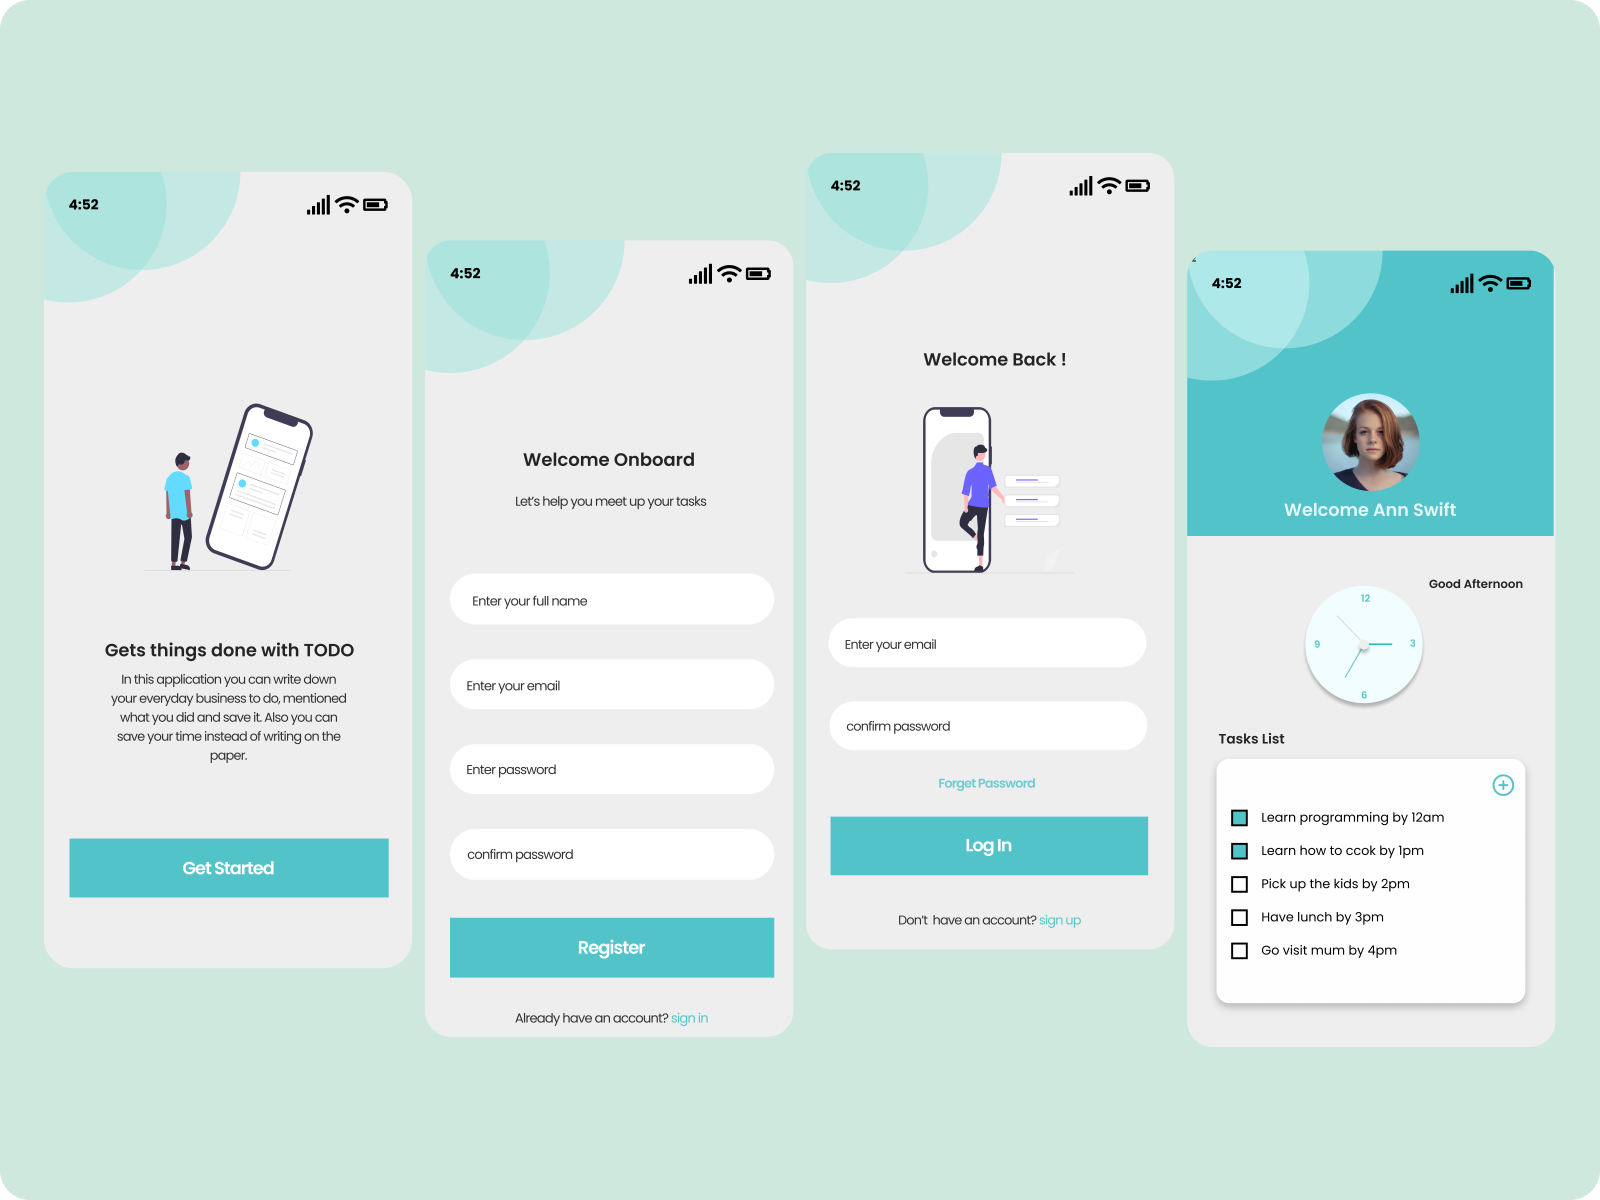 4:52
Gets things done with TODO
In this application you can write down
your everyday business to do, mentioned
what you did and save it. Also you can
save your time instead of writing on the
paper.
Get Started
4:52
Welcome Onboard
Let's help you meet up your tasks
Enter your full name
Enter your email
Enter password
confirm password
Register
Already have an account? sign in
4:52
Welcome Back !
Enter your email
confirm password
Forget Password
Log In
Don't have an account? sign up
4:52
Welcome Ann Swift
Good Afternoon
12
9
3
6
Tasks List
Learn programming by 12am
Learn how to ccok by 1pm
Pick up the kids by 2pm
Have lunch by 3pm
Go visit mum by 4pm